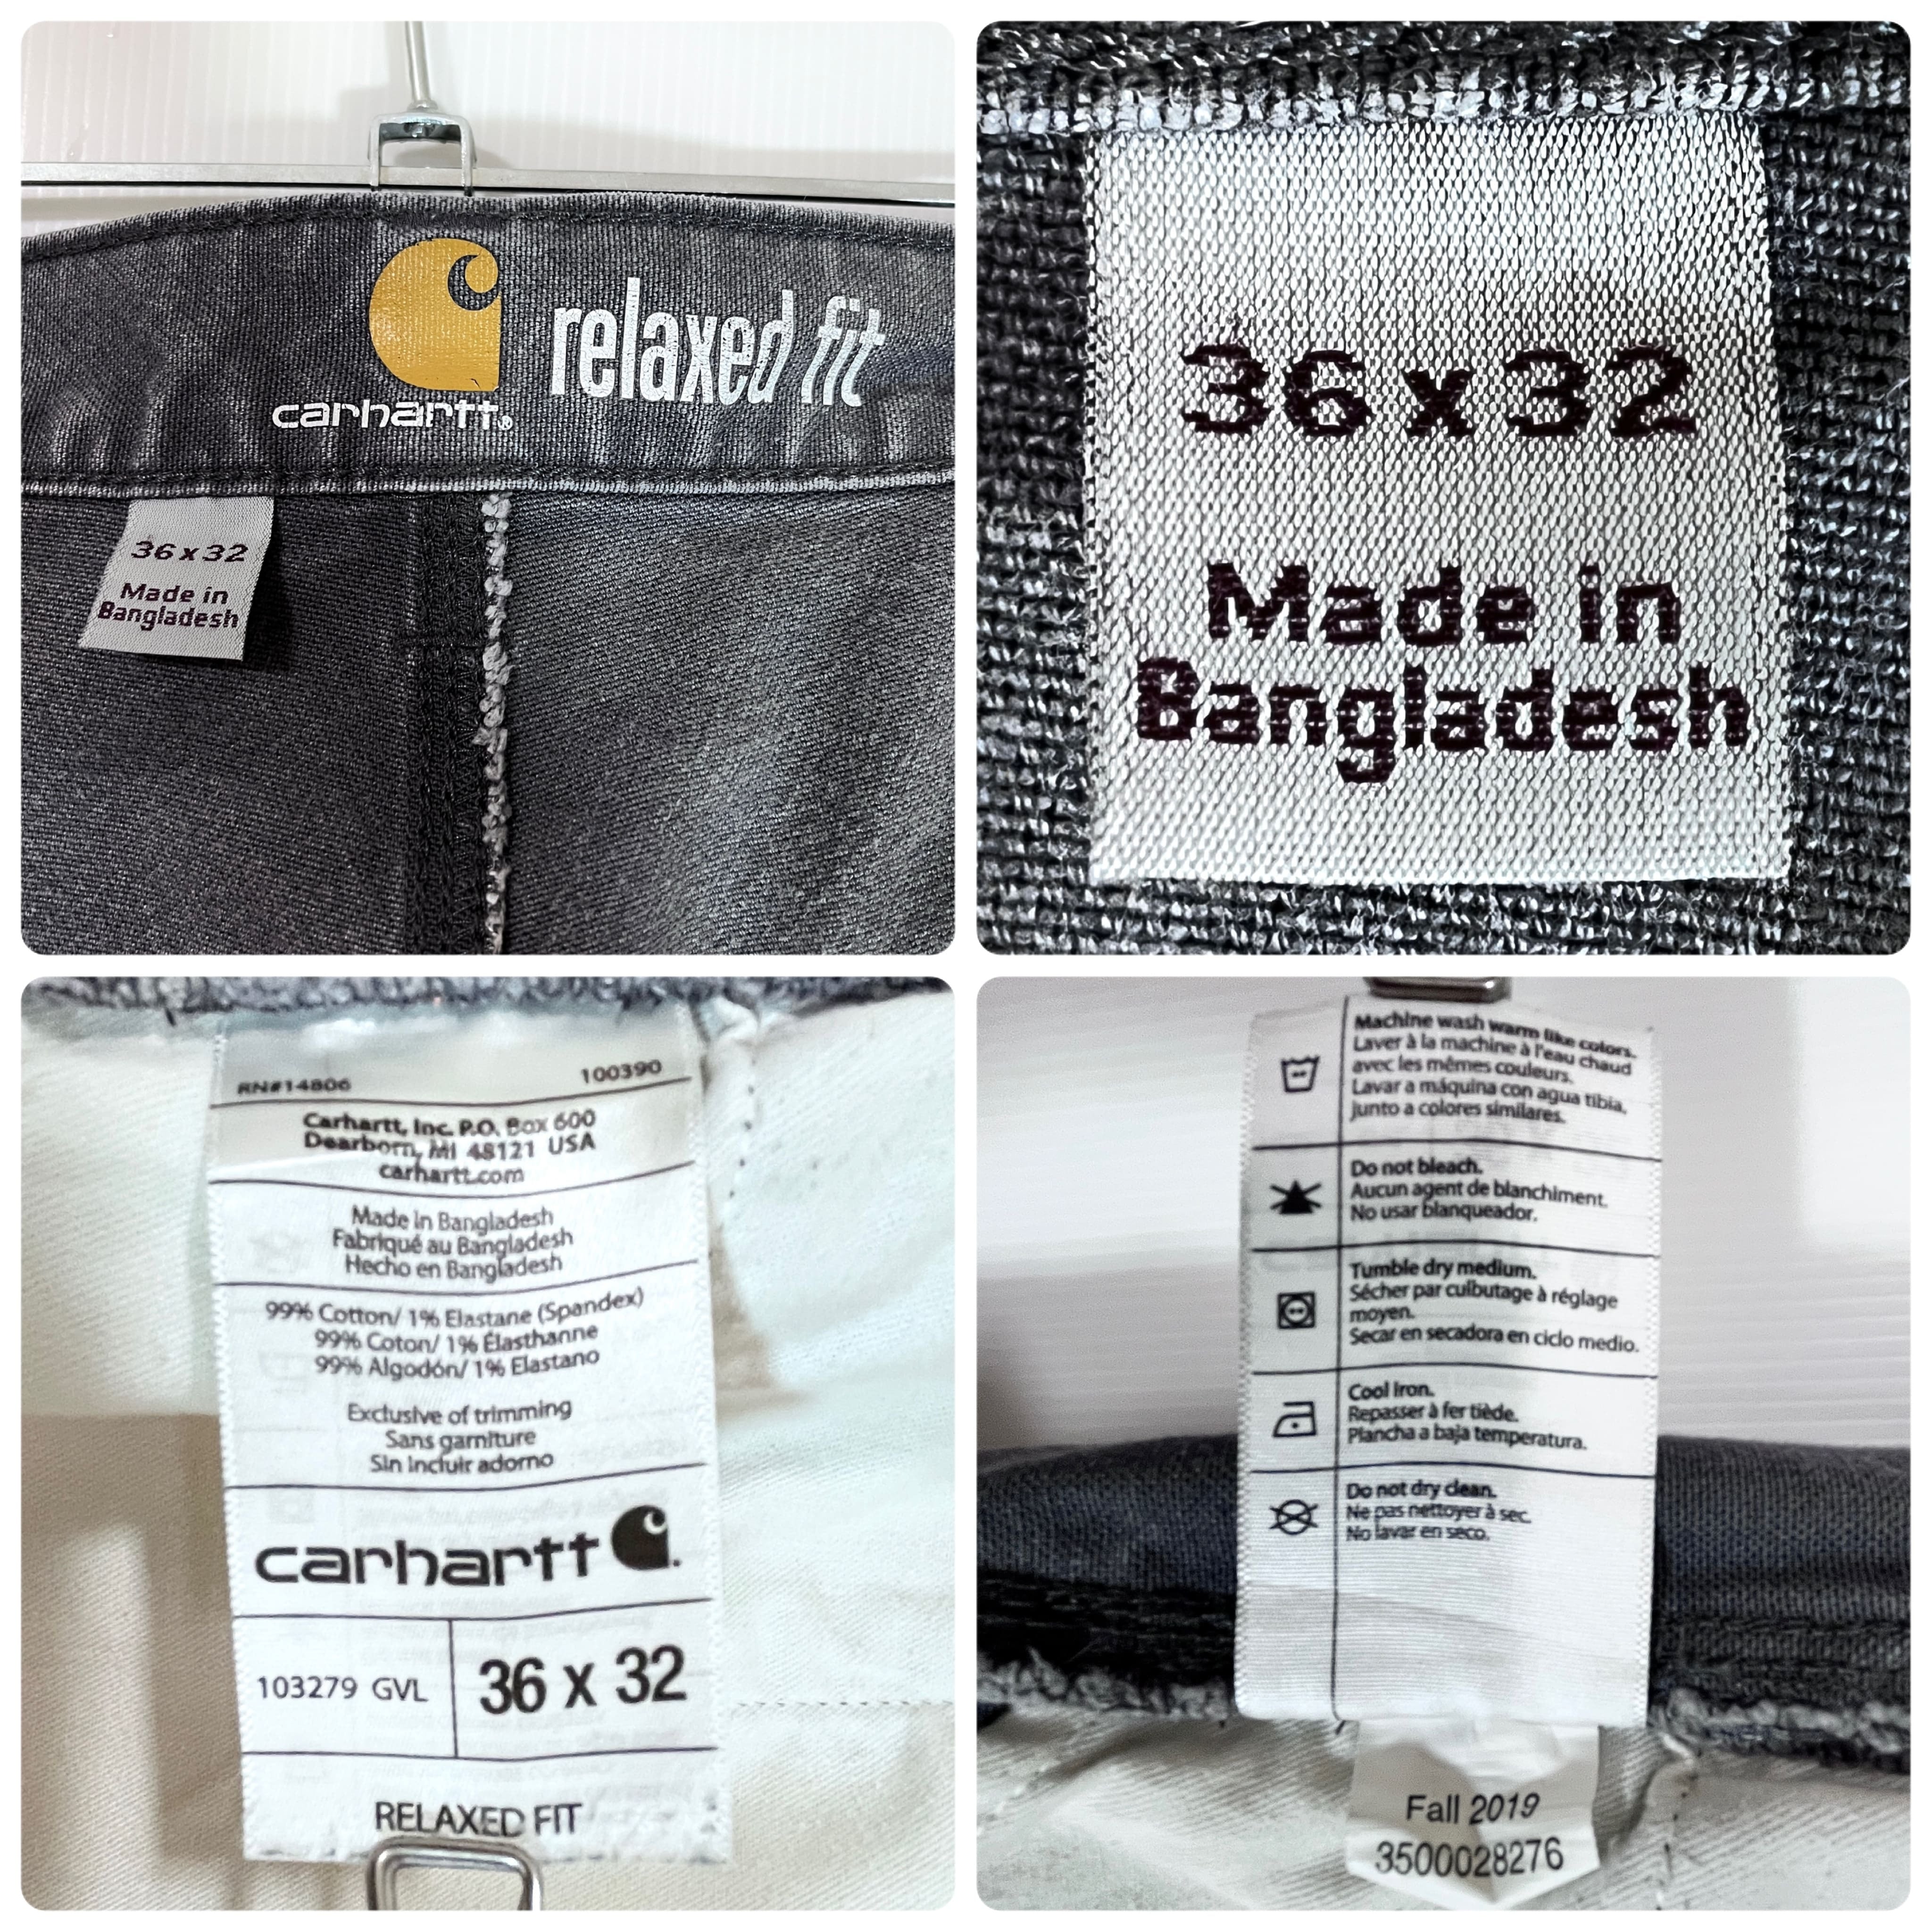 carhartt® relaxed fit
36 x 32
Made in
Bangladesh
36 x 32
Made in
Bangladesh
RN#14806 100390
Carhartt, Inc. P.O. Box 600
Dearborn, MI 48121 USA
carhartt.com
Made in Bangladesh
Fabriqué au Bangladesh
Hecho en Bangladesh
99% Cotton/ 1% Elastane (Spandex)
99% Coton/ 1% Élasthanne
99% Algodón/ 1% Elastano
Exclusive of trimming
Sans garniture
Sin incluir adorno
carhartt
103279 GVL 36 x 32
RELAXED FIT
Machine wash warm like colors.
Laver à la machine à l'eau chaud
avec les mêmes couleurs.
Lavar a máquina con agua tibia,
junto a colores similares.
Do not bleach.
Aucun agent de blanchiment.
No usar blanqueador.
Tumble dry medium.
Sécher par culbutage à réglage
moyen.
Secar en secadora en ciclo medio.
Cool iron.
Repasser à fer tiède.
Plancha a baja temperatura.
Do not dry clean.
Ne pas nettoyer à sec.
No lavar en seco.
Fall 2019
3500028276